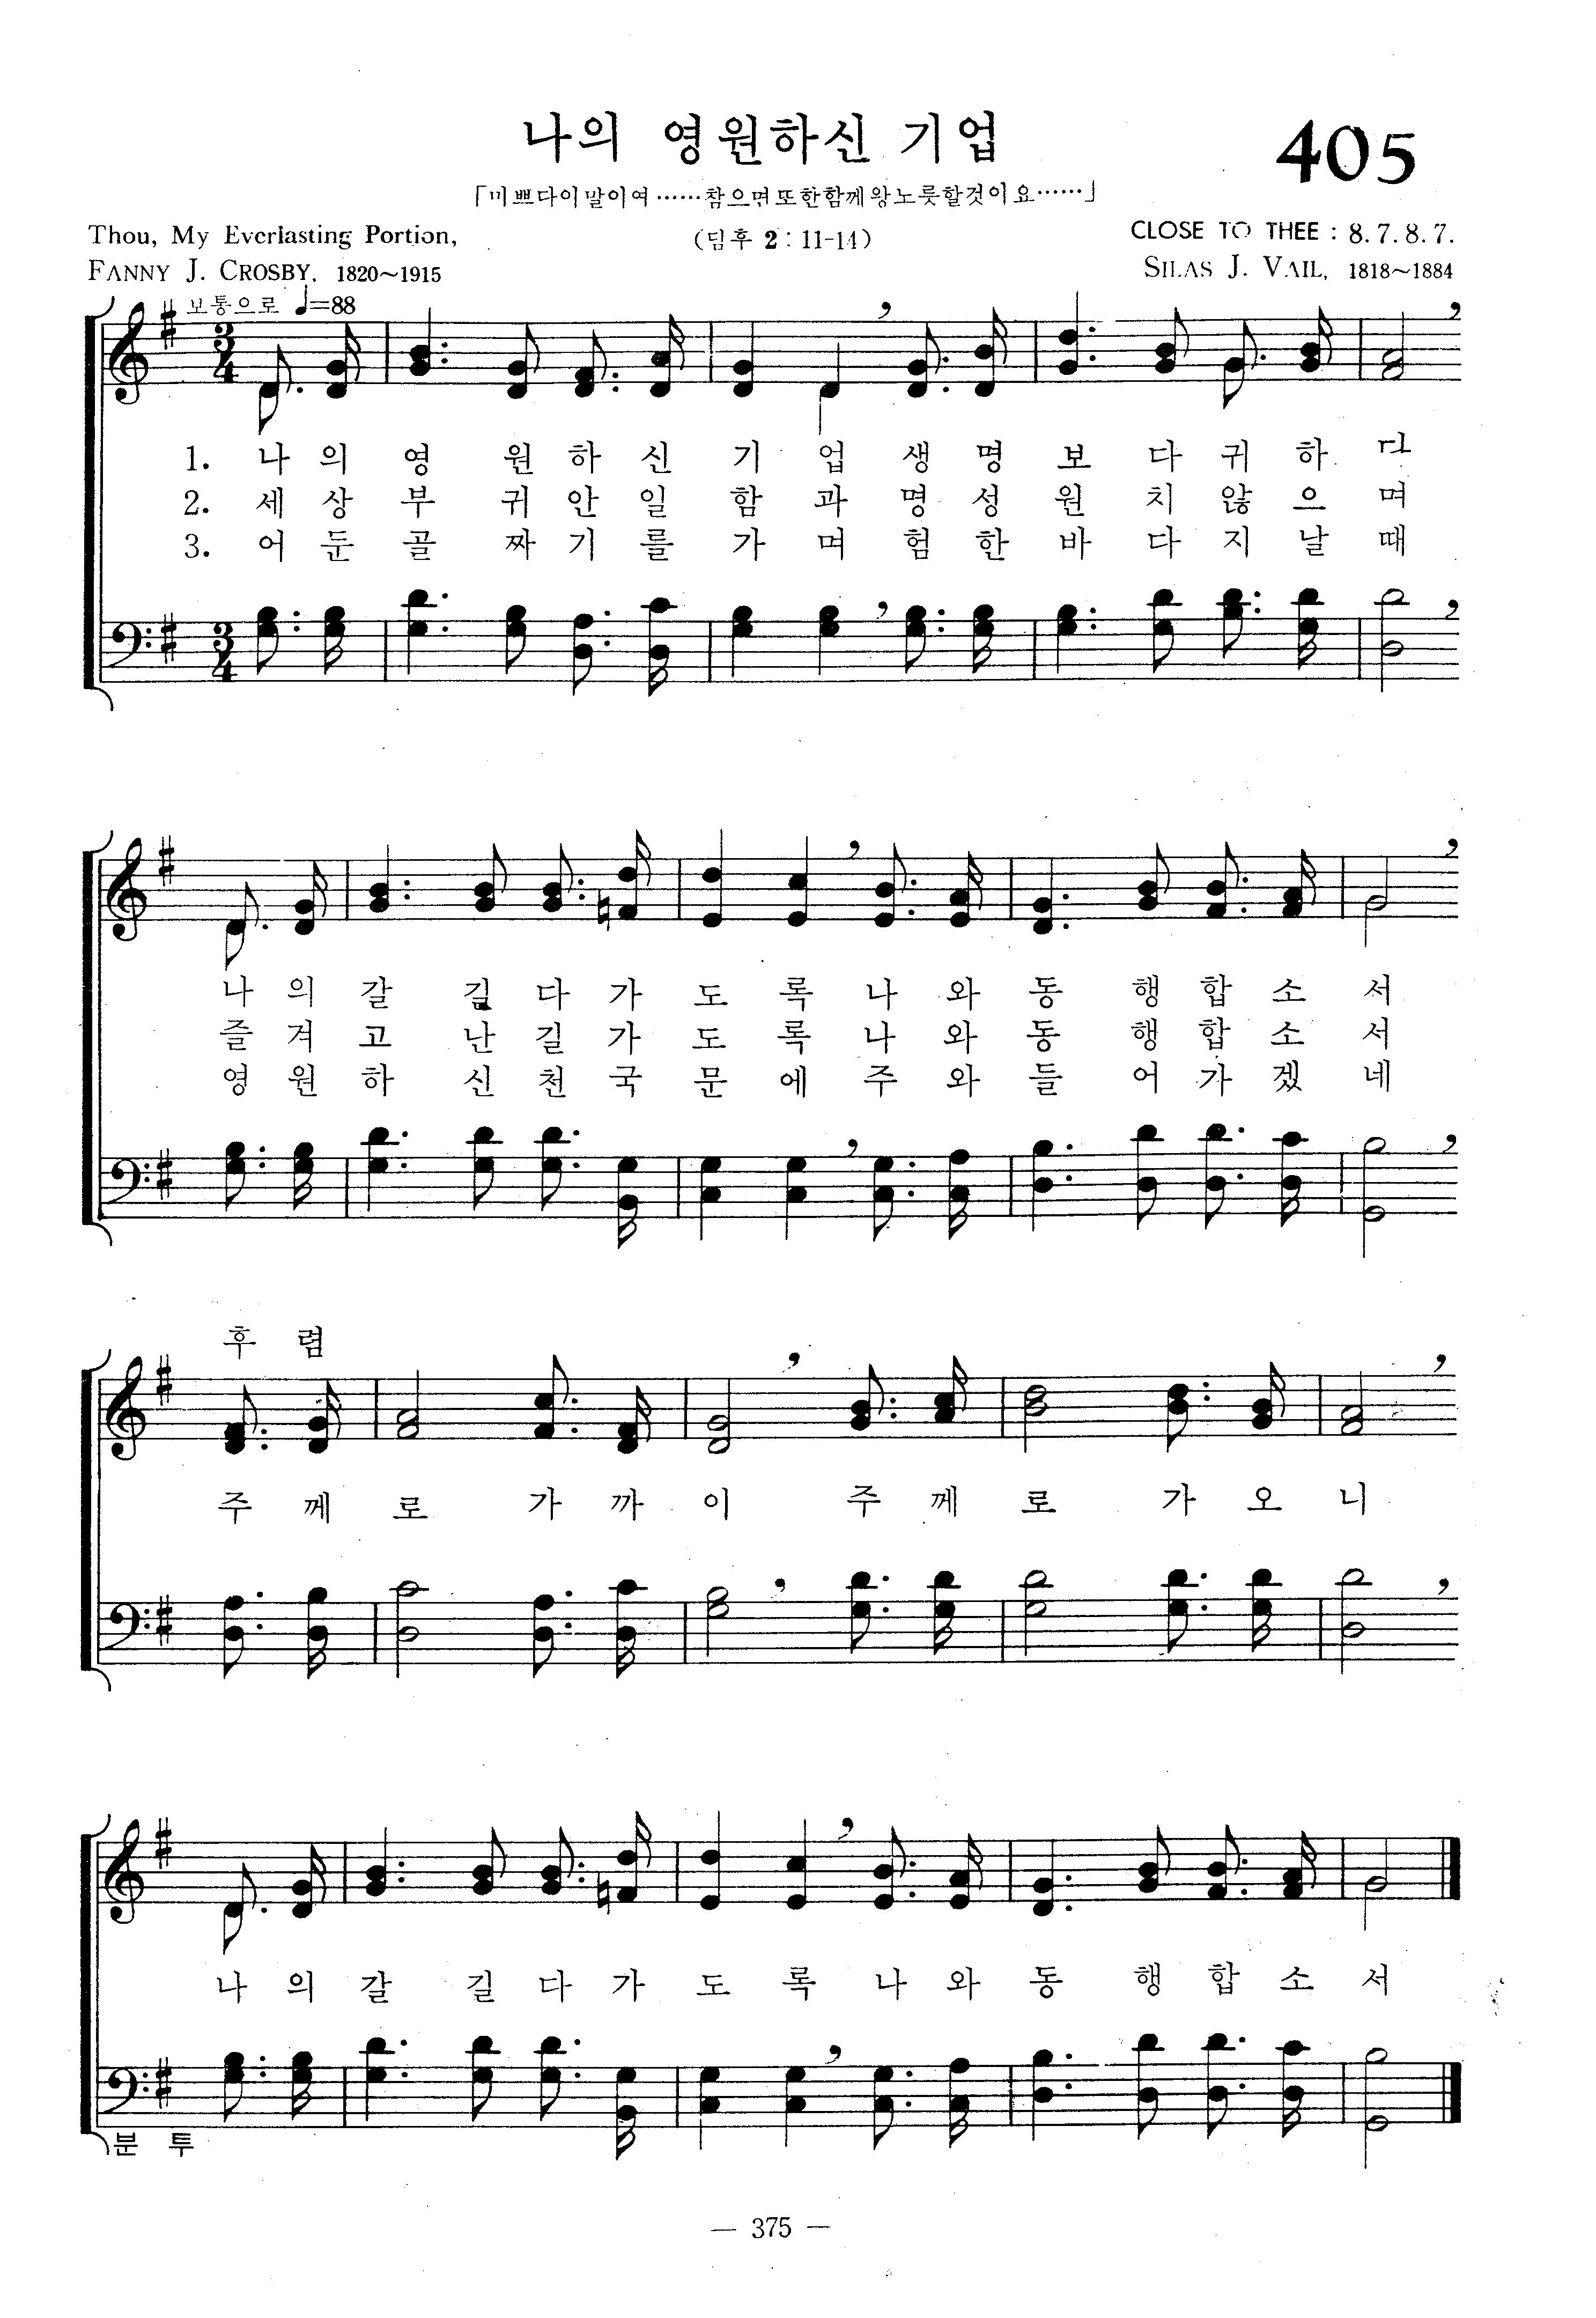 나의 영원하신 기업
405
「미쁘다이말이여……참으면또한함께왕노릇할것이요……」
Thou, My Everlasting Portion,
(딤후 2 : 11-14)
CLOSE TO THEE : 8. 7. 8. 7.
FANNY J. CROSBY, 1820~1915
SILAS J. VAIL, 1818~1884
보통으로 ♩=88
3/4
1. 나 의 영 원 하 신 기 업 생 명 보 다 귀 하 다
2. 세 상 부 귀 안 일 함 과 명 성 원 치 않 으 며
3. 어 둔 골 짜 기 를 가 며 험 한 바 다 지 날 때
3/4
나 의 갈 길 다 가 도 록 나 와 동 행 합 소 서
즐 겨 고 난 길 가 도 록 나 와 동 행 합 소 서
영 원 하 신 천 국 문 에 주 와 들 어 가 겠 네
후 렴
주 께 로 가 까 이 주 께 로 가 오 니
나 의 갈 길 다 가 도 록 나 와 동 행 합 소 서
분 투
— 375 —